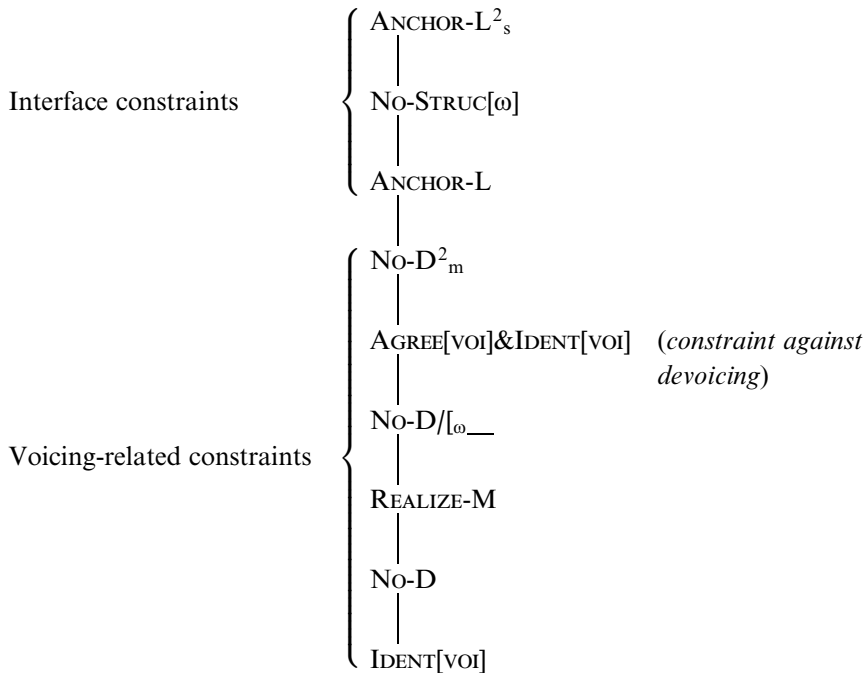 ANCHOR-L²ₛ
Interface constraints NO-STRUC[ω]
ANCHOR-L
NO-D²ₘ
AGREE[VOI]&IDENT[VOI] (constraint against
devoicing)
NO-D/[ω__
Voicing-related constraints
REALIZE-M
NO-D
IDENT[VOI]